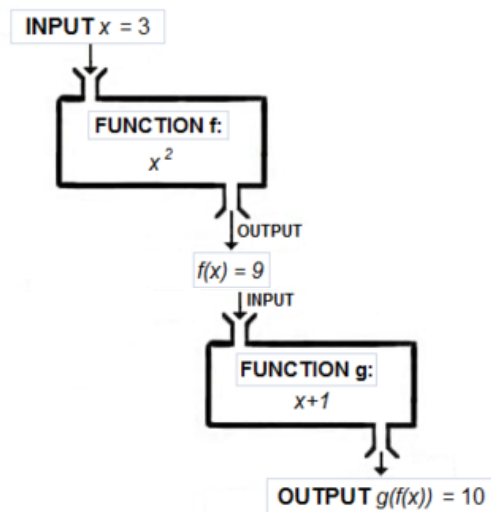 INPUT x = 3
FUNCTION f:
x²
OUTPUT
f(x) = 9
INPUT
FUNCTION g:
x+1
OUTPUT g(f(x)) = 10